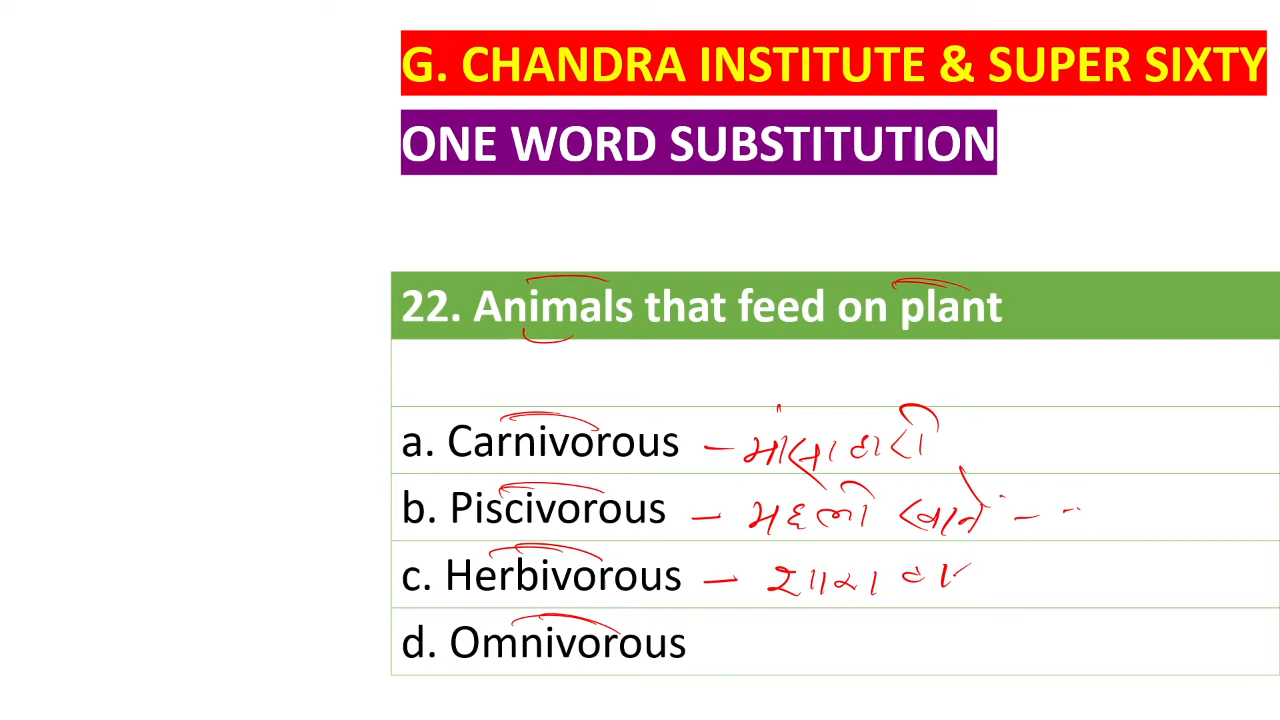 G. CHANDRA INSTITUTE & SUPER SIXTY
ONE WORD SUBSTITUTION
22. Animals that feed on plant
a. Carnivorous – मांसाहारी
b. Piscivorous – मछली खाने –
c. Herbivorous –
d. Omnivorous